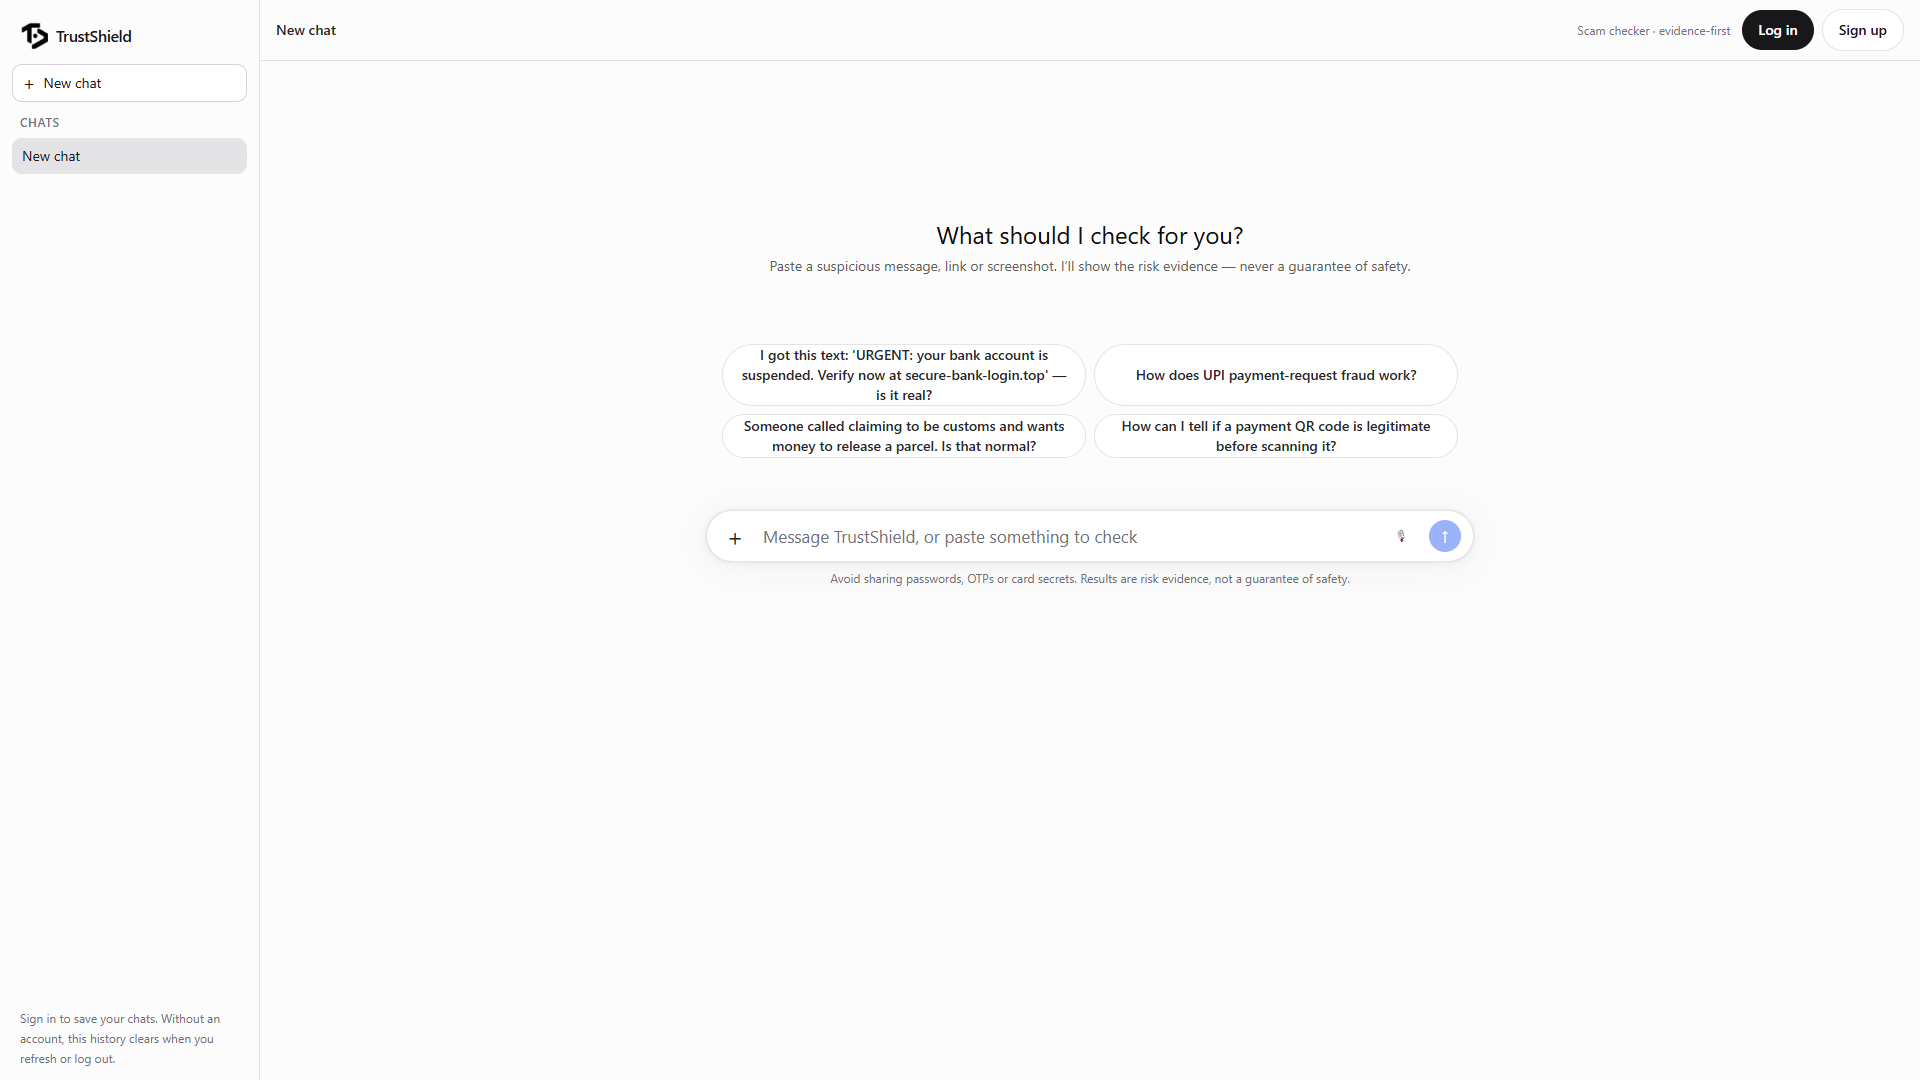 TrustShield
+ New chat
CHATS
New chat
Sign in to save your chats. Without an
account, this history clears when you
refresh or log out.
New chat
Scam checker · evidence-first
Log in
Sign up
What should I check for you?
Paste a suspicious message, link or screenshot. I’ll show the risk evidence — never a guarantee of safety.
I got this text: 'URGENT: your bank account is
suspended. Verify now at secure-bank-login.top' —
is it real?
How does UPI payment-request fraud work?
Someone called claiming to be customs and wants
money to release a parcel. Is that normal?
How can I tell if a payment QR code is legitimate
before scanning it?
+ Message TrustShield, or paste something to check
Avoid sharing passwords, OTPs or card secrets. Results are risk evidence, not a guarantee of safety.